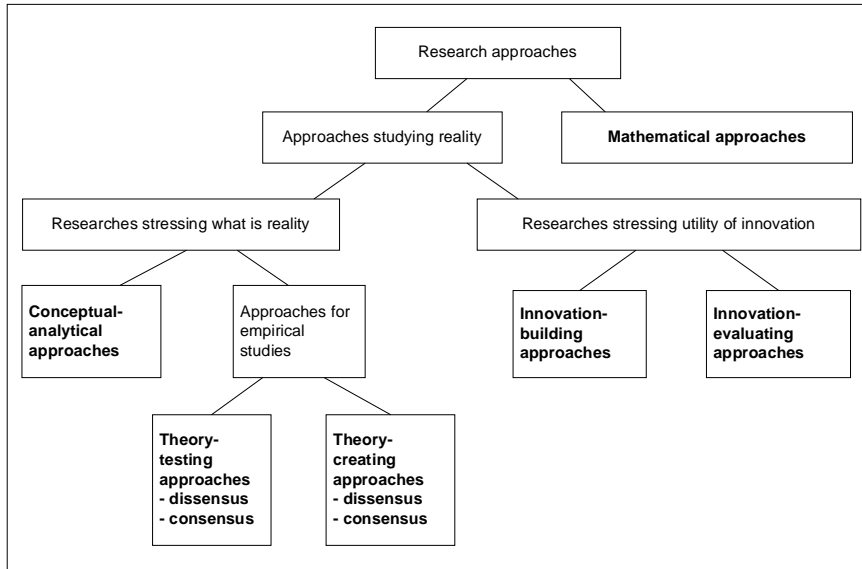 Research approaches
Approaches studying reality
Mathematical approaches
Researches stressing what is reality
Researches stressing utility of innovation
Conceptual-
analytical
approaches
Approaches for
empirical
studies
Innovation-
building
approaches
Innovation-
evaluating
approaches
Theory-
testing
approaches
- dissensus
- consensus
Theory-
creating
approaches
- dissensus
- consensus